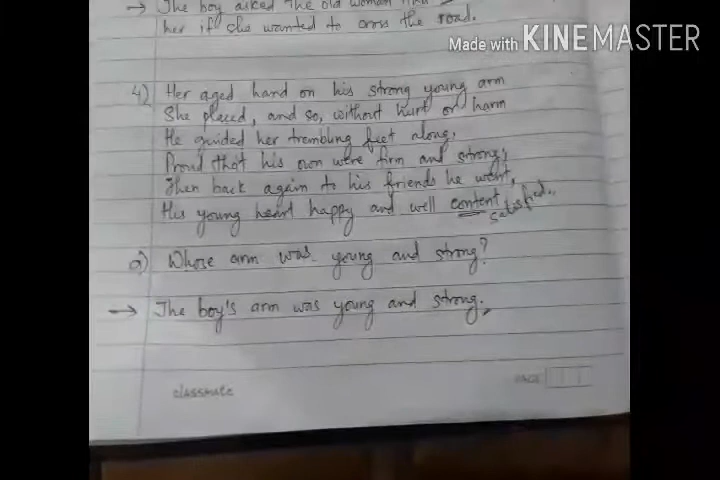 → The boy asked the old woman
her if she wanted to cross the road.
Made with KINEMASTER
4) Her aged hand on his strong young arm
She placed, and so, without hurt or harm
He guided her trembling feet along,
Proud that his own were firm and strong;
Then back again to his friends he went,
His young heart happy and well content
satisfied..
a) Whose arm was young and strong?
→ The boy's arm was young and strong.
classmate
PAGE